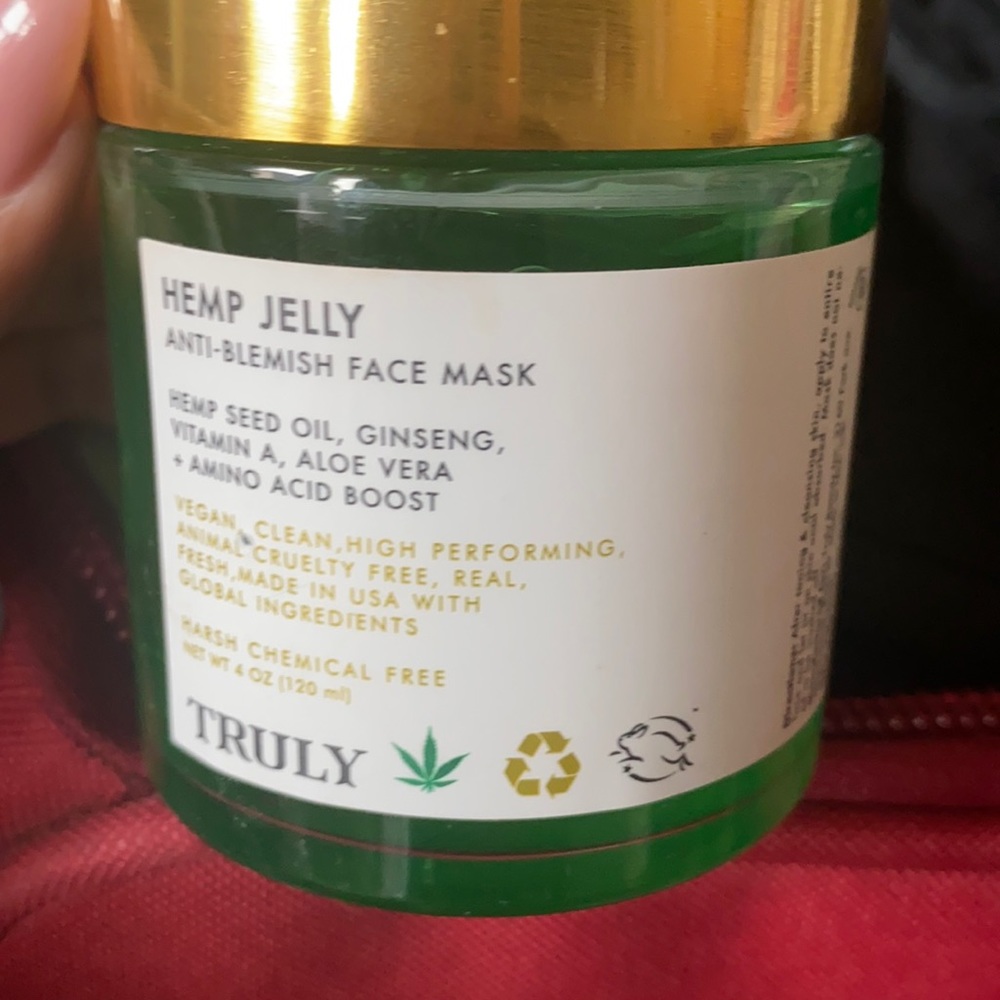 HEMP JELLY
ANTI-BLEMISH FACE MASK
HEMP SEED OIL, GINSENG,
VITAMIN A, ALOE VERA
+ AMINO ACID BOOST
VEGAN, CLEAN,HIGH PERFORMING,
ANIMAL CRUELTY FREE, REAL,
FRESH,MADE IN USA WITH
GLOBAL INGREDIENTS
HARSH CHEMICAL FREE
NET WT 4 OZ (120 ml)
TRULY